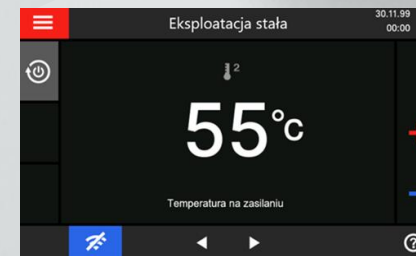 Eksploatacja stała
30.11.99
00:00
2
55°C
Temperatura na zasilaniu
?